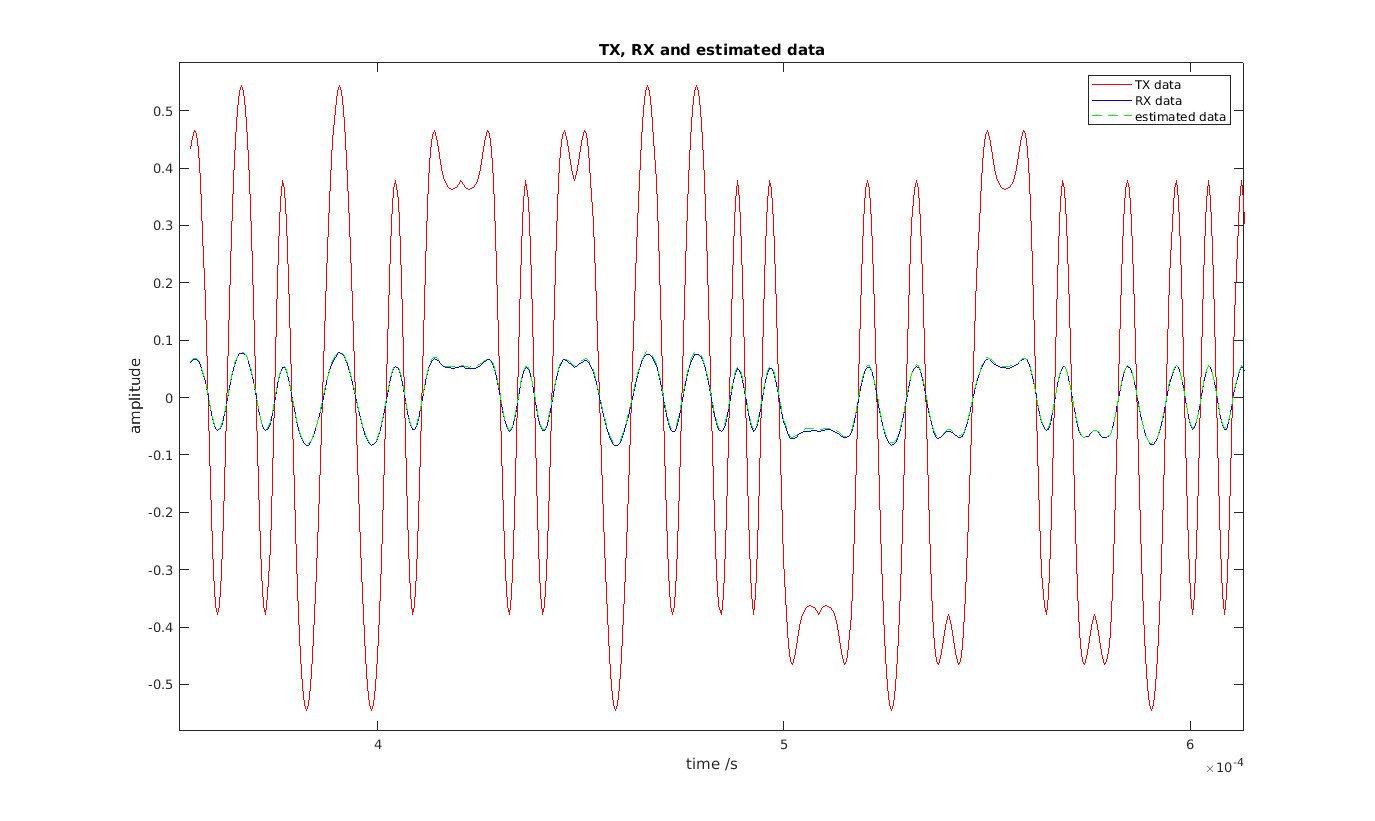 TX, RX and estimated data
TX data
RX data
estimated data
0.5
0.4
0.3
0.2
0.1
0
-0.1
-0.2
-0.3
-0.4
-0.5
amplitude
4
5
6
time /s
×10-4